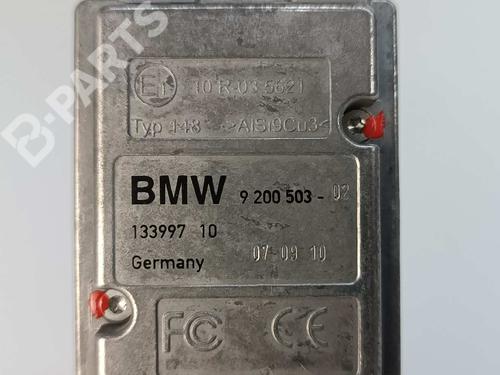 B-PARTS
E1 10 R-03 5621
Typ 148 >AlSi9Cu3<
BMW 9 200 503-02
133997 10
Germany 07 09 10
FC CE